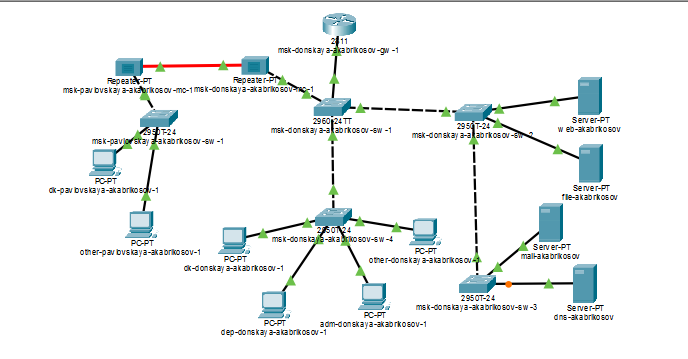 2811
msk-donskaya-akabrikosov-gw-1
Repeater-PT
msk-pavlovskaya-akabrikosov-mc-1
Repeater-PT
msk-donskaya-akabrikosov-mc-1
2950T-24
msk-pavlovskaya-akabrikosov-sw-1
2960-24TT
msk-donskaya-akabrikosov-sw-1
2950T-24
msk-donskaya-akabrikosov-sw-2
Server-PT
web-akabrikosov
PC-PT
dk-pavlovskaya-akabrikosov-1
Server-PT
file-akabrikosov
PC-PT
other-pavlovskaya-akabrikosov-1
2950T-24
msk-donskaya-akabrikosov-sw-4
PC-PT
dk-donskaya-akabrikosov-1
PC-PT
other-donskaya-akabrikosov-1
Server-PT
mail-akabrikosov
PC-PT
dep-donskaya-akabrikosov-1
PC-PT
adm-donskaya-akabrikosov-1
2950T-24
msk-donskaya-akabrikosov-sw-3
Server-PT
dns-akabrikosov